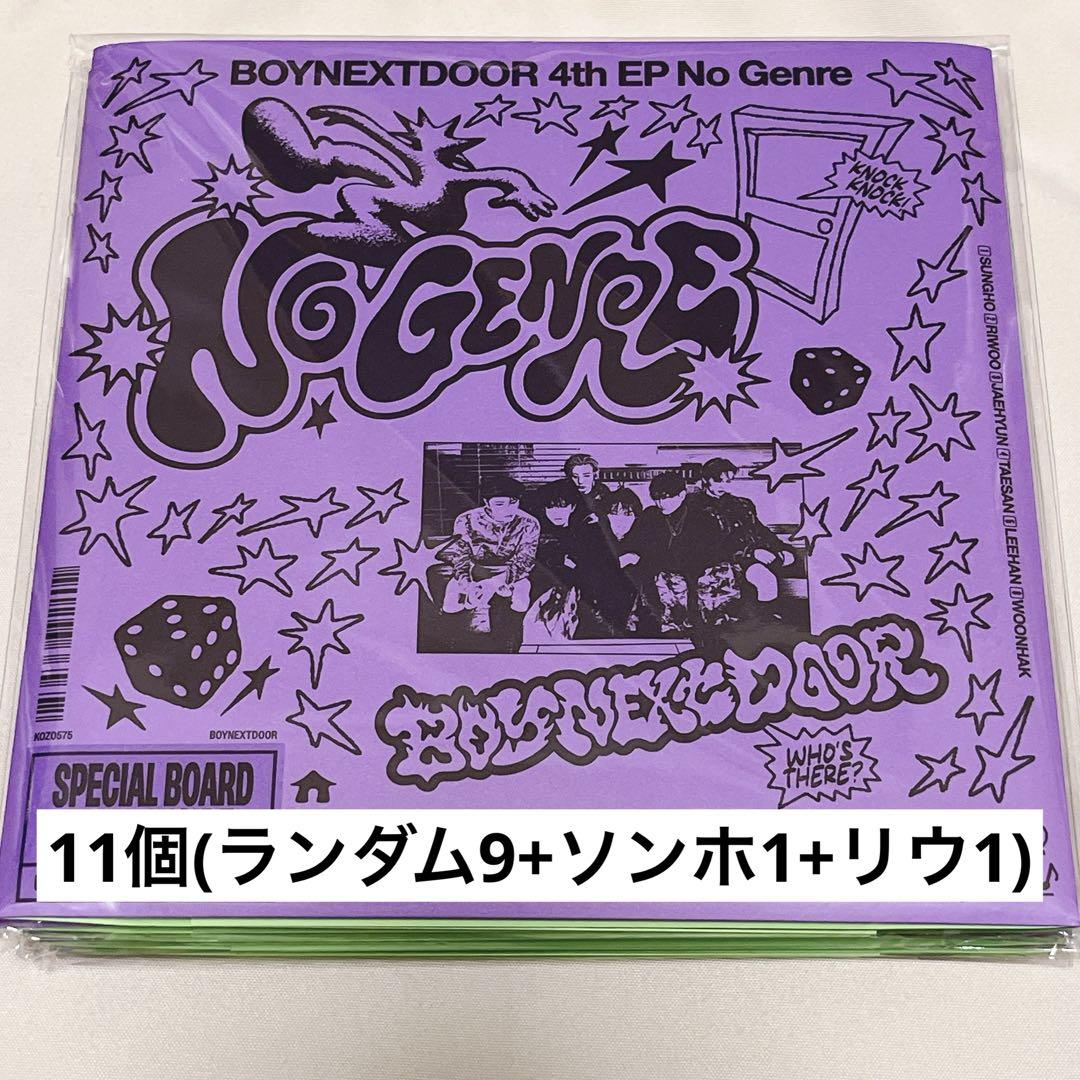 BOYNEXTDOOR 4th EP No Genre
KNOCK
KNOCK!
NO GENRE
1 SUNGHO 2 RIWOO 3 JAEHYUN 4 TAESAN 5 LEEHAN 6 WOONHAK
BOYNEXTDOOR
KOZ0575
BOYNEXTDOOR
WHO'S
THERE?
SPECIAL BOARD
11個(ランダム9+ソンホ1+リウ1)